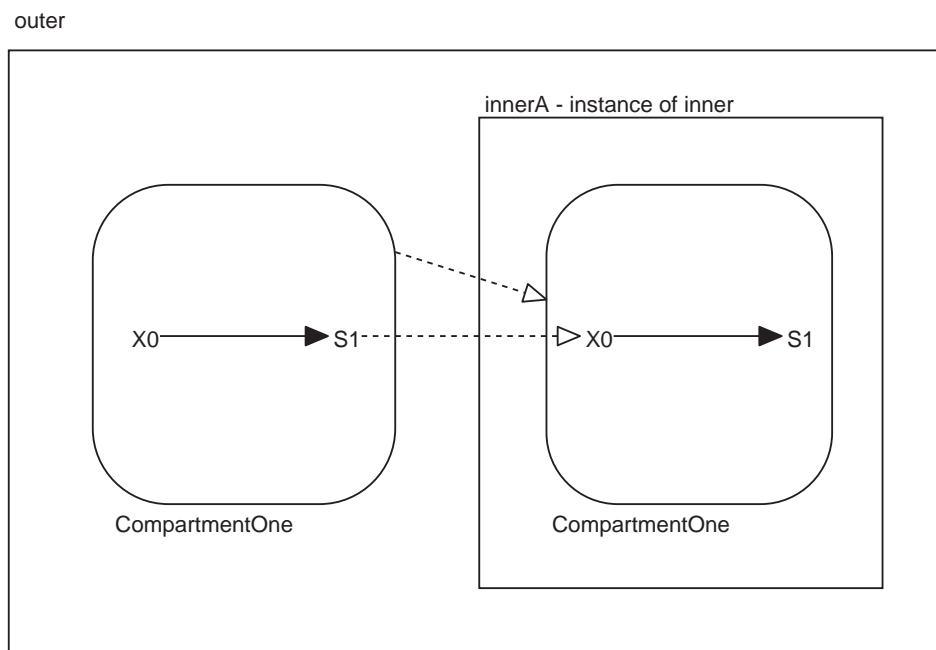 outer
innerA - instance of inner
X0 S1 X0 S1
CompartmentOne CompartmentOne